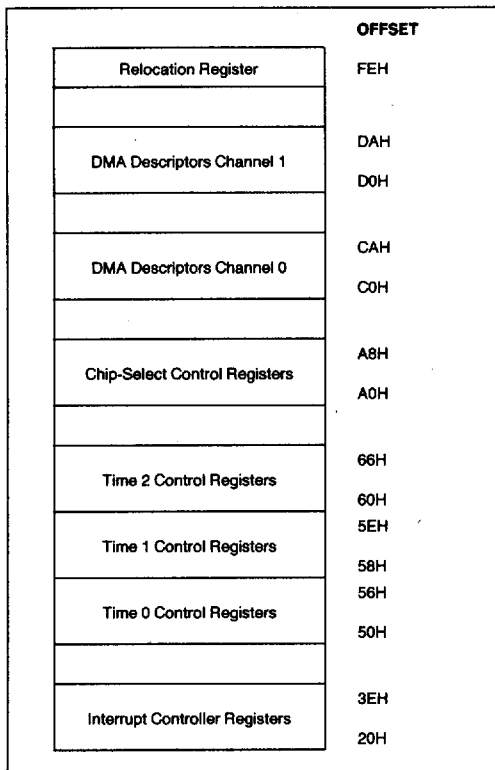 OFFSET
Relocation Register FEH
DAH
DMA Descriptors Channel 1
D0H
CAH
DMA Descriptors Channel 0
C0H
A8H
Chip-Select Control Registers
A0H
66H
Time 2 Control Registers
60H
5EH
Time 1 Control Registers
58H
56H
Time 0 Control Registers
50H
3EH
Interrupt Controller Registers
20H